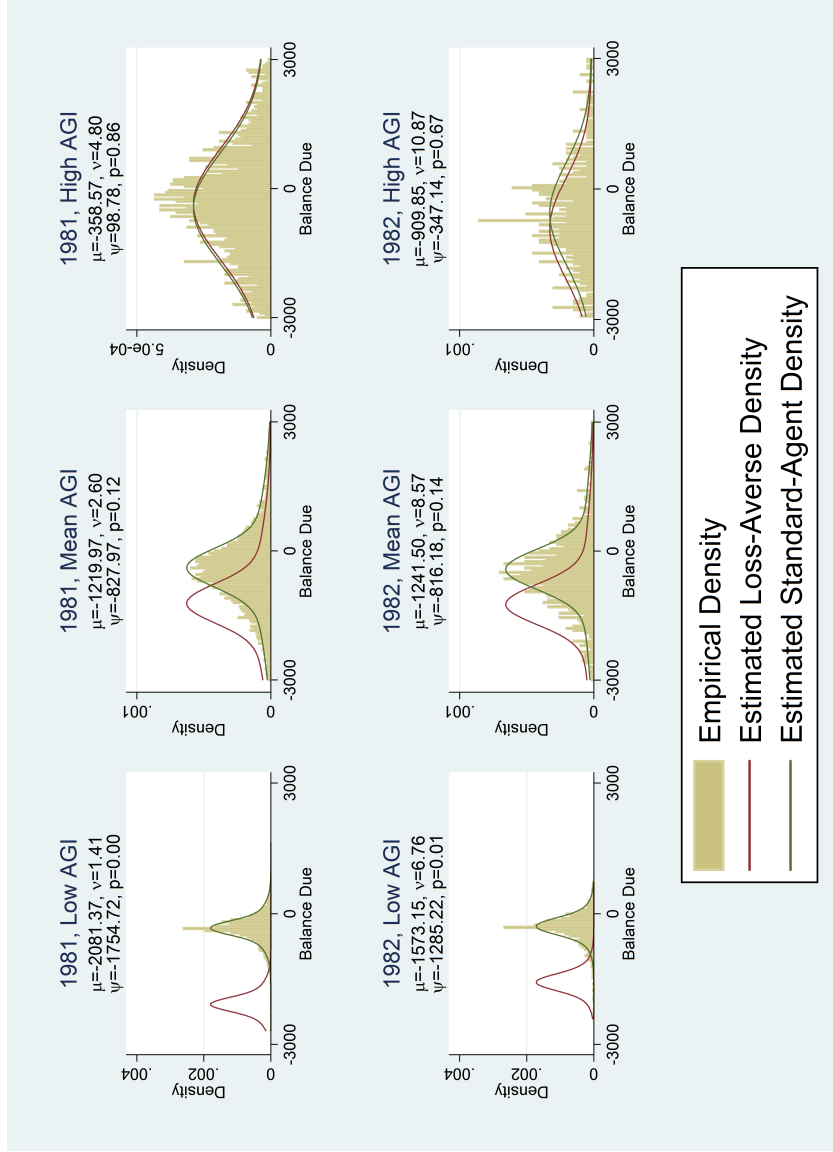 1981, Low AGI
μ=-2081.37, ν=1.41
ψ=-1754.72, p=0.00
Density
.004
.002
0
-3000
0
3000
Balance Due
1981, Mean AGI
μ=-1219.97, ν=2.60
ψ=-827.97, p=0.12
Density
.001
0
-3000
0
3000
Balance Due
1981, High AGI
μ=-358.57, ν=4.80
ψ=98.78, p=0.86
Density
5.0e-04
0
-3000
0
3000
Balance Due
1982, Low AGI
μ=-1573.15, ν=6.76
ψ=-1285.22, p=0.01
Density
.004
.002
0
-3000
0
3000
Balance Due
1982, Mean AGI
μ=-1241.50, ν=8.57
ψ=-816.18, p=0.14
Density
.001
0
-3000
0
3000
Balance Due
1982, High AGI
μ=-909.85, ν=10.87
ψ=-347.14, p=0.67
Density
.001
0
-3000
0
3000
Balance Due
Empirical Density
Estimated Loss-Averse Density
Estimated Standard-Agent Density